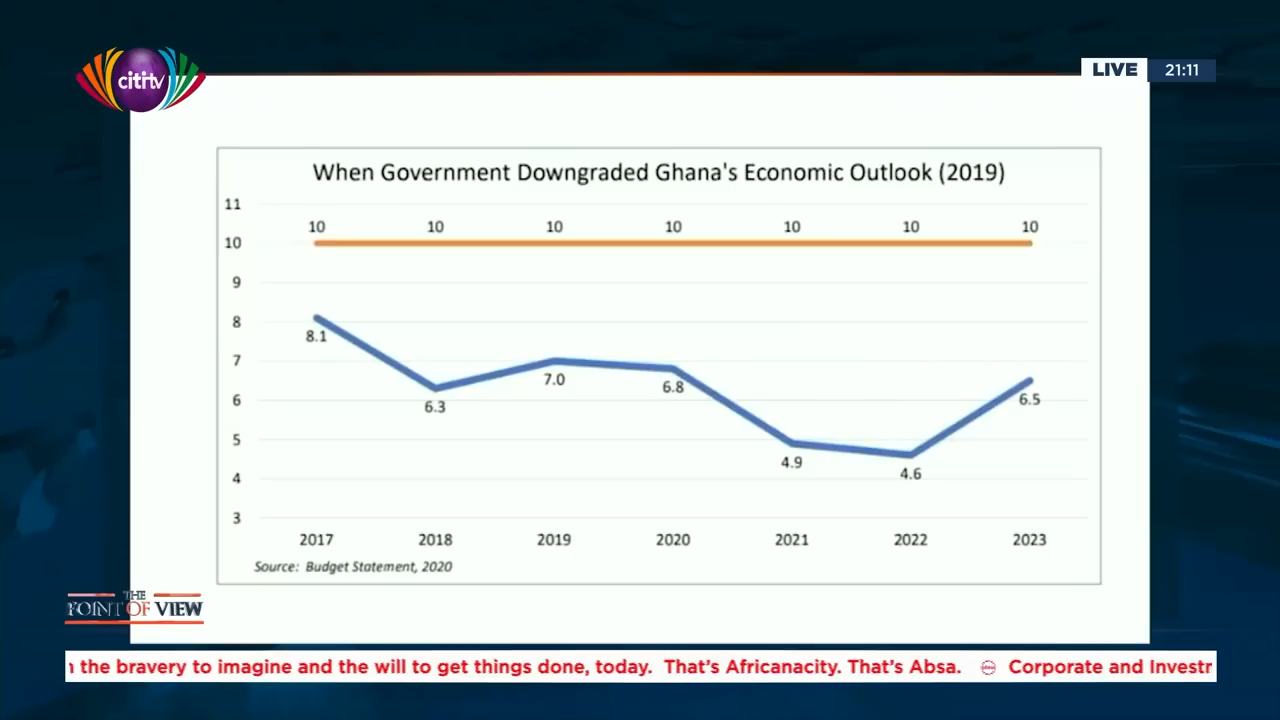 cititv
LIVE 21:11
When Government Downgraded Ghana's Economic Outlook (2019)
11
10
9
8
7
6
5
4
3
10 10 10 10 10 10 10
8.1 6.3 7.0 6.8 4.9 4.6 6.5
2017 2018 2019 2020 2021 2022 2023
Source: Budget Statement, 2020
THE
POINT OF VIEW
the bravery to imagine and the will to get things done, today. That's Africanacity. That's Absa. Corporate and